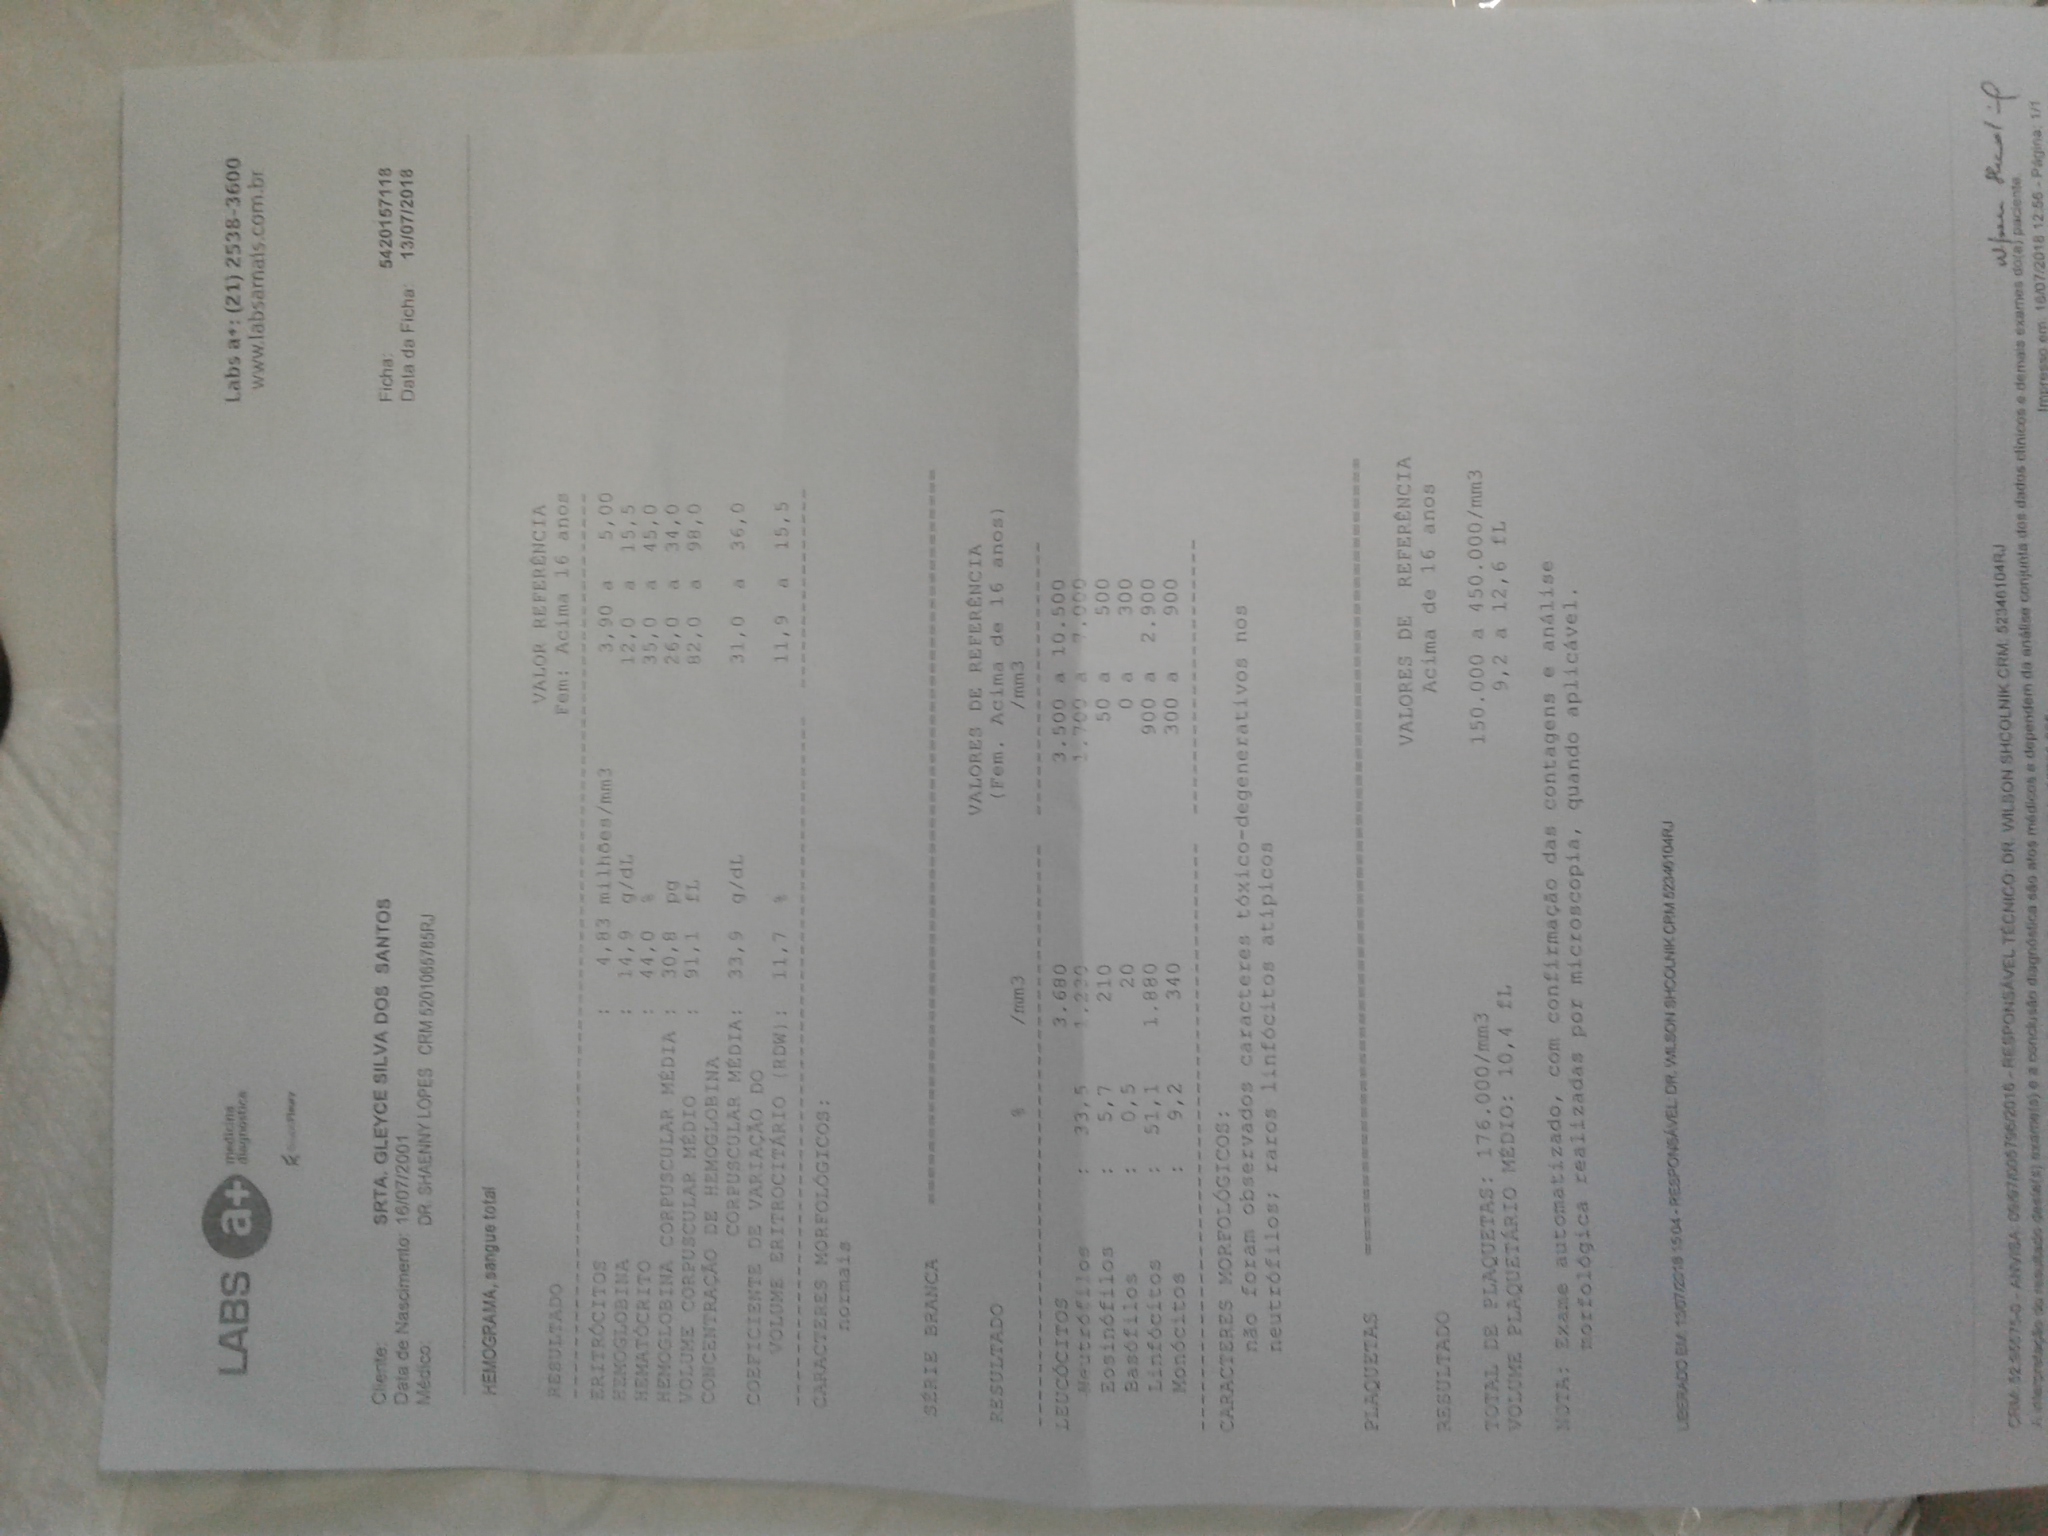 LABS a+ medicina diagnóstica
Labs a+: (21) 2538-3600
www.labsamais.com.br
Cliente: SRTA. GLEYCE SILVA DOS SANTOS
Data de Nascimento: 16/07/2001
Médico: DR. SHAENNY LOPES CRM 5201065785RJ
Ficha: 5420157118
Data da Ficha: 13/07/2018
HEMOGRAMA, sangue total
VALOR REFERÊNCIA
RESULTADO Fem: Acima 16 anos
ERITRÓCITOS : 4,83 milhões/mm3 3,90 a 5,00
HEMOGLOBINA : 14,9 g/dL 12,0 a 15,5
HEMATÓCRITO : 44,0 % 35,0 a 45,0
HEMOGLOBINA CORPUSCULAR MÉDIA : 30,8 pg 26,0 a 34,0
VOLUME CORPUSCULAR MÉDIO : 91,1 fL 82,0 a 98,0
CONCENTRAÇÃO DE HEMOGLOBINA
CORPUSCULAR MÉDIA: 33,9 g/dL 31,0 a 36,0
COEFICIENTE DE VARIAÇÃO DO
VOLUME ERITROCITÁRIO (RDW): 11,7 % 11,9 a 15,5
CARACTERES MORFOLÓGICOS:
normais
SÉRIE BRANCA
VALORES DE REFERÊNCIA
RESULTADO (Fem. Acima de 16 anos)
% /mm3 /mm3
LEUCÓCITOS 3.680 3.500 a 10.500
Neutrófilos : 33,5 1.230 1.700 a 7.000
Eosinófilos : 5,7 210 50 a 500
Basófilos : 0,5 20 0 a 300
Linfócitos : 51,1 1.880 900 a 2.900
Monócitos : 9,2 340 300 a 900
CARACTERES MORFOLÓGICOS:
não foram observados caracteres tóxico-degenerativos nos
neutrófilos; raros linfócitos atípicos
PLAQUETAS
VALORES DE REFERÊNCIA
RESULTADO Acima de 16 anos
TOTAL DE PLAQUETAS: 176.000/mm3 150.000 a 450.000/mm3
VOLUME PLAQUETÁRIO MÉDIO: 10,4 fL 9,2 a 12,6 fL
NOTA: Exame automatizado, com confirmação das contagens e análise
morfológica realizadas por microscopia, quando aplicável.
LIBERADO EM: 13/07/2018 15:04 - RESPONSÁVEL: DR. WILSON SHCOLNIK CRM 52346104RJ
RESPONSÁVEL TÉCNICO: DR. WILSON SHCOLNIK CRM: 52346104RJ
A interpretação do resultado deste(s) exame(s) e a conclusão diagnóstica são atos médicos e dependem da análise conjunta dos dados clínicos e demais exames do(a) paciente.
Impresso em: 16/07/2018 12:56 - Página: 1/1